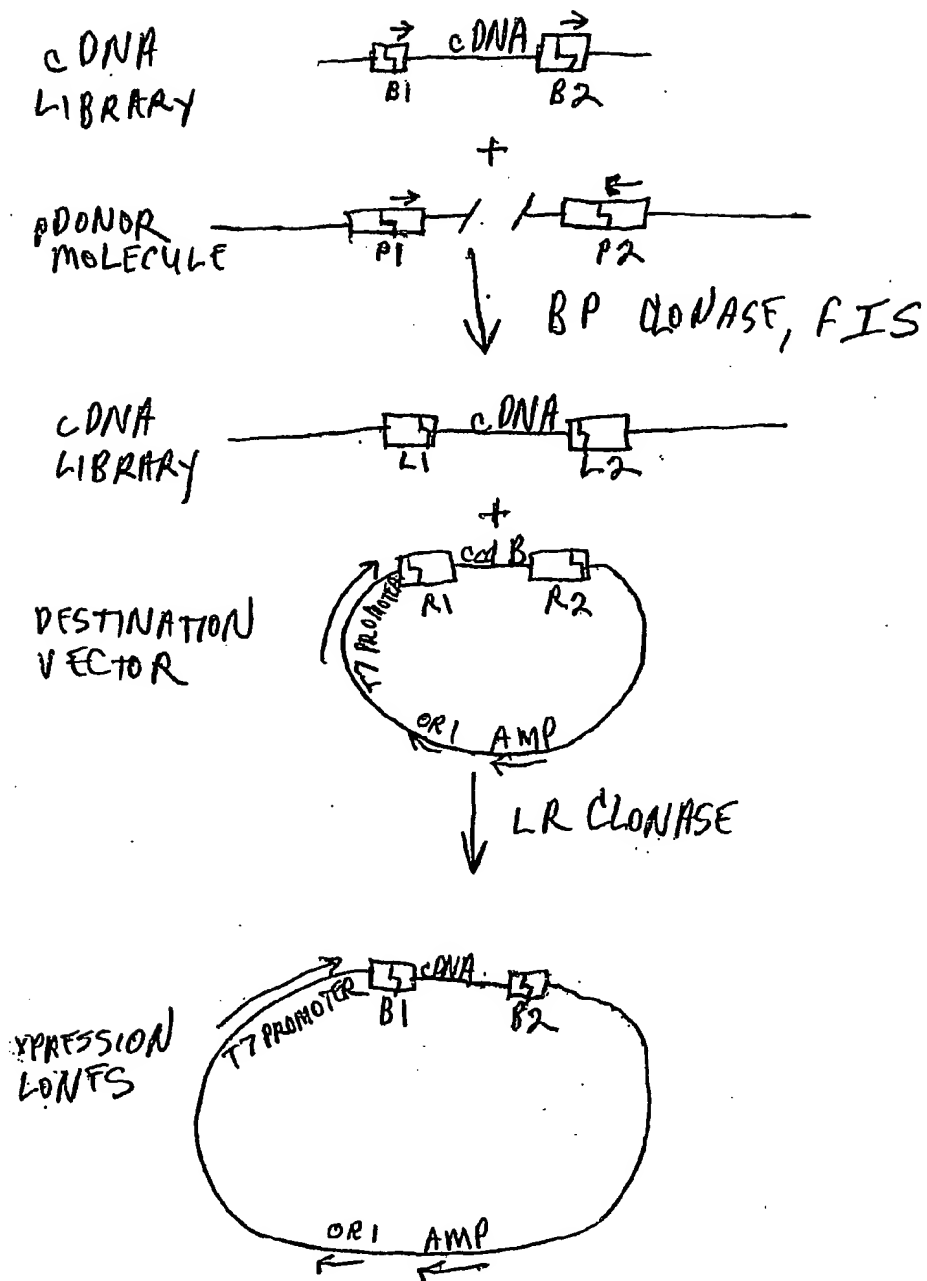 cDNA
LIBRARY
cDNA
B1
B2
+
pDONOR
MOLECULE
P1
P2
BP CLONASE, FIS
cDNA
LIBRARY
cDNA
L1
L2
+
DESTINATION
VECTOR
ccdB
R1
R2
T7 PROMOTER
ORI
AMP
LR CLONASE
XPRESSION
LONES
T7 PROMOTER
B1
cDNA
B2
ORI
AMP